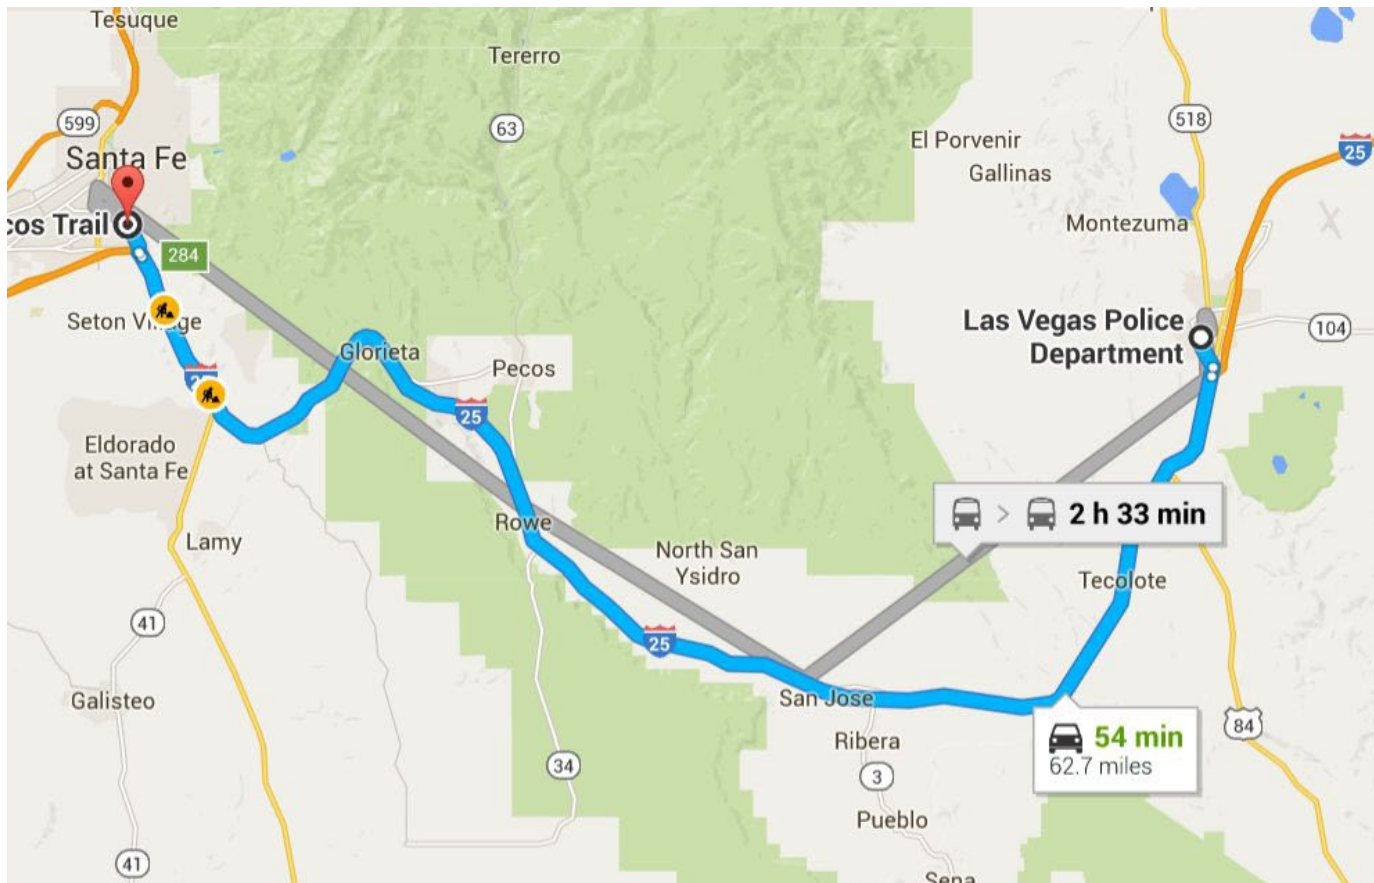 Tesuque
Tererro
599
63
518
El Porvenir
25
Santa Fe
Gallinas
cos Trail
Montezuma
284
Seton Village
Las Vegas Police
Department
104
Glorieta
Pecos
25
Eldorado
at Santa Fe
2 h 33 min
Rowe
Lamy
North San
Ysidro
Tecolote
41
25
Galisteo
San Jose
84
Ribera
54 min
62.7 miles
34
3
Pueblo
41
Sena